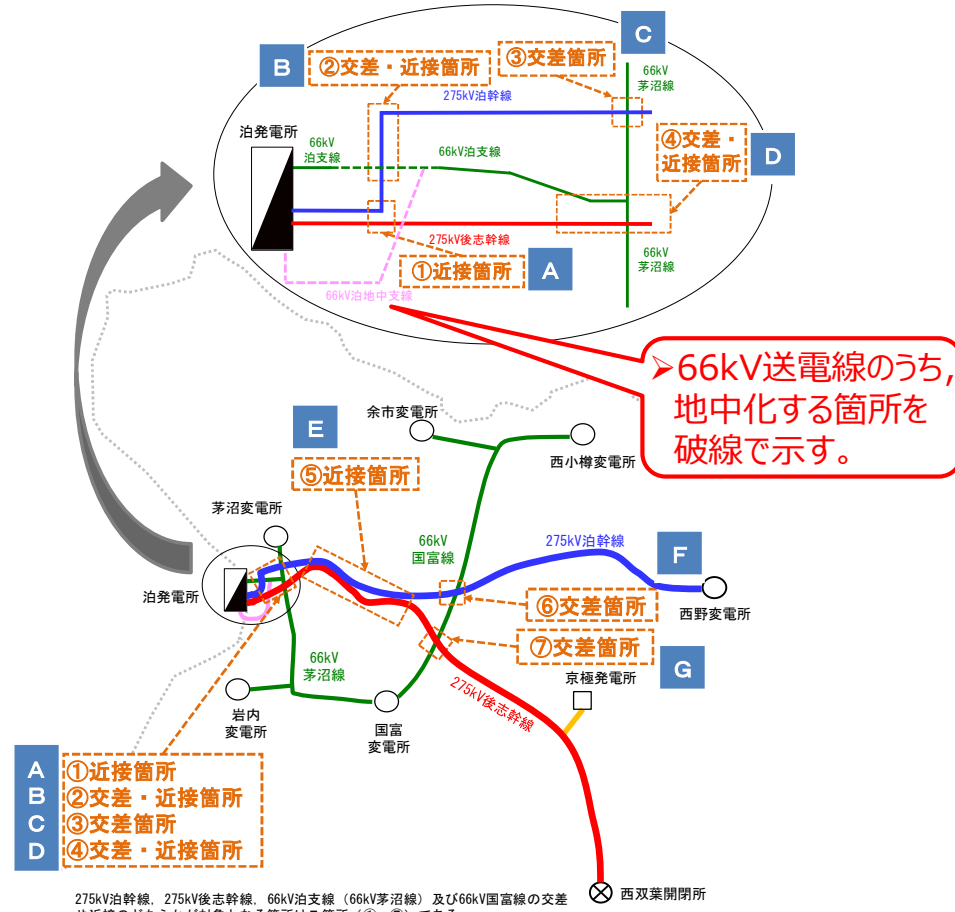 C
B
③交差箇所
②交差・近接箇所
66kV
茅沼線
275kV泊幹線
泊発電所
④交差・
近接箇所
D
66kV
泊支線
66kV泊支線
275kV後志幹線
66kV
茅沼線
①近接箇所
A
66kV泊地中支線
➢66kV送電線のうち,
地中化する箇所を
破線で示す。
余市変電所
E
西小樽変電所
⑤近接箇所
茅沼変電所
66kV
国富線
275kV泊幹線
F
泊発電所
⑥交差箇所
西野変電所
⑦交差箇所
G
66kV
茅沼線
京極発電所
275kV後志幹線
岩内
変電所
国富
変電所
A
①近接箇所
B
②交差・近接箇所
C
③交差箇所
D
④交差・近接箇所
西双葉開閉所
275kV泊幹線，275kV後志幹線，66kV泊支線（66kV茅沼線）及び66kV国富線の交差